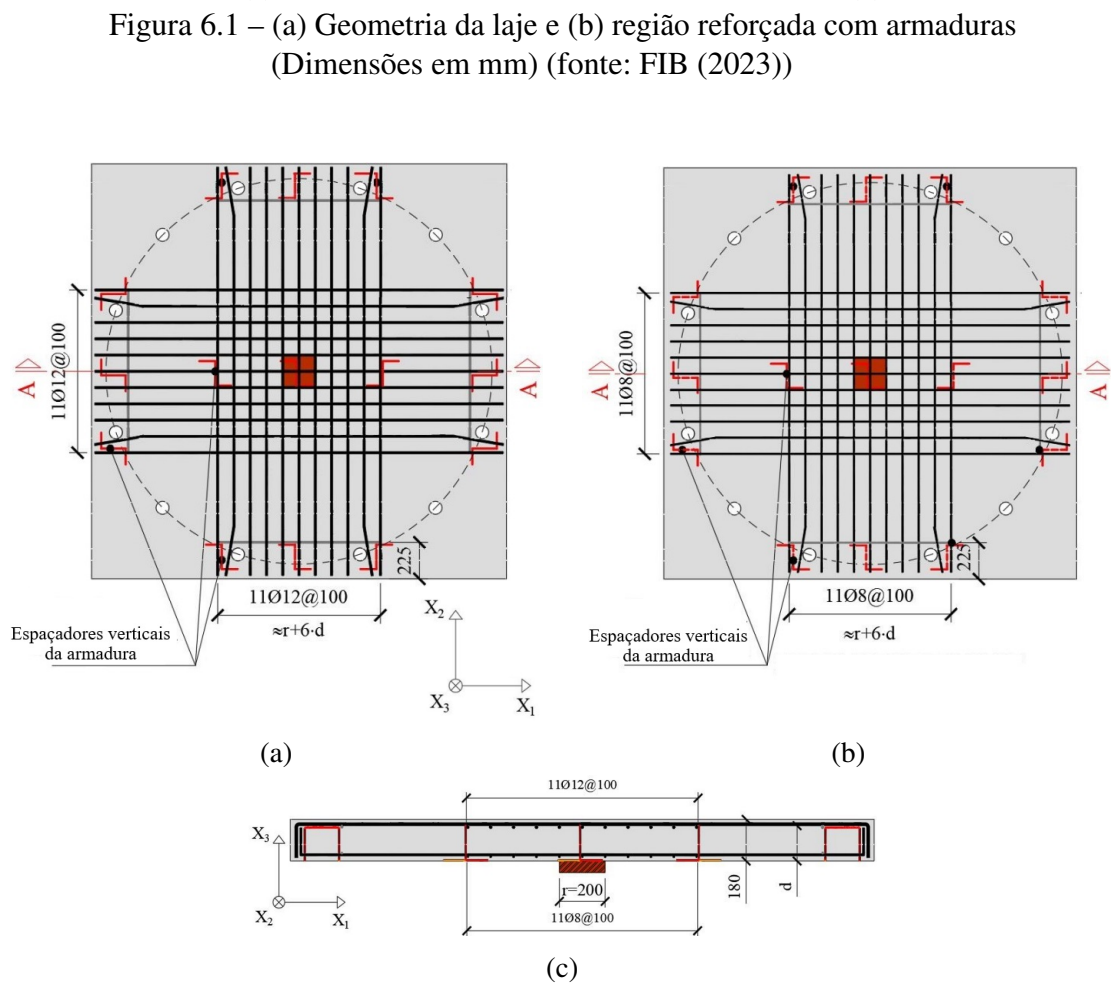 Figura 6.1 – (a) Geometria da laje e (b) região reforçada com armaduras
(Dimensões em mm) (fonte: FIB (2023))
11Ø12@100
A
A
225
11Ø12@100
≈r+6·d
Espaçadores verticais
da armadura
X2
X3
X1
(a)
11Ø8@100
A
A
225
11Ø8@100
≈r+6·d
Espaçadores verticais
da armadura
(b)
11Ø12@100
X3
X2
X1
r=200
11Ø8@100
180
d
(c)